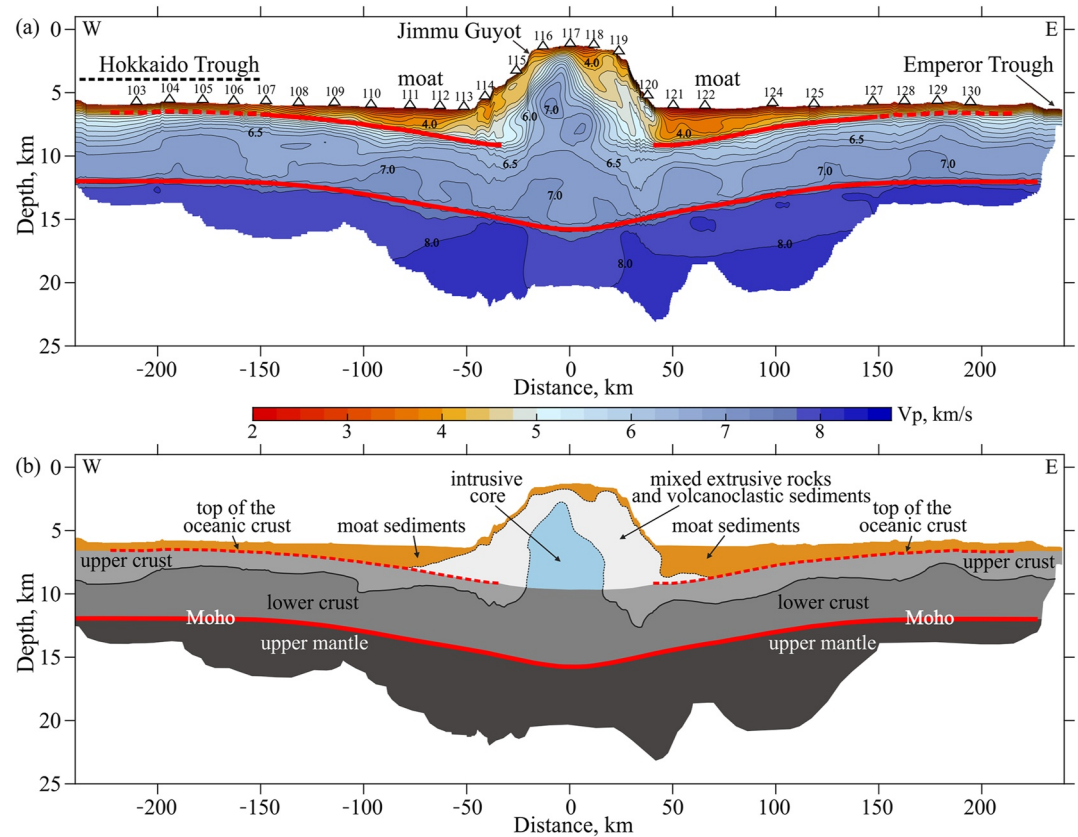 (a) W E
0
5
10
15
20
25
Depth, km
Jimmu Guyot
Hokkaido Trough
moat
moat
Emperor Trough
103 104 105 106 107 108 109 110 111 112 113 114 115 116 117 118 119 120 121 122 124 125 127 128 129 130
4.0
4.0
4.0
7.0
6.0
6.5
6.5
6.5
6.5
7.0
7.0
7.0
8.0
8.0
8.0
-200 -150 -100 -50 0 50 100 150 200
Distance, km
2 3 4 5 6 7 8
Vp, km/s
(b) W E
0
5
10
15
20
25
Depth, km
intrusive
core
mixed extrusive rocks
and volcanoclastic sediments
top of the
oceanic crust
moat sediments
moat sediments
top of the
oceanic crust
upper crust
upper crust
lower crust
lower crust
Moho
Moho
upper mantle
upper mantle
-200 -150 -100 -50 0 50 100 150 200
Distance, km